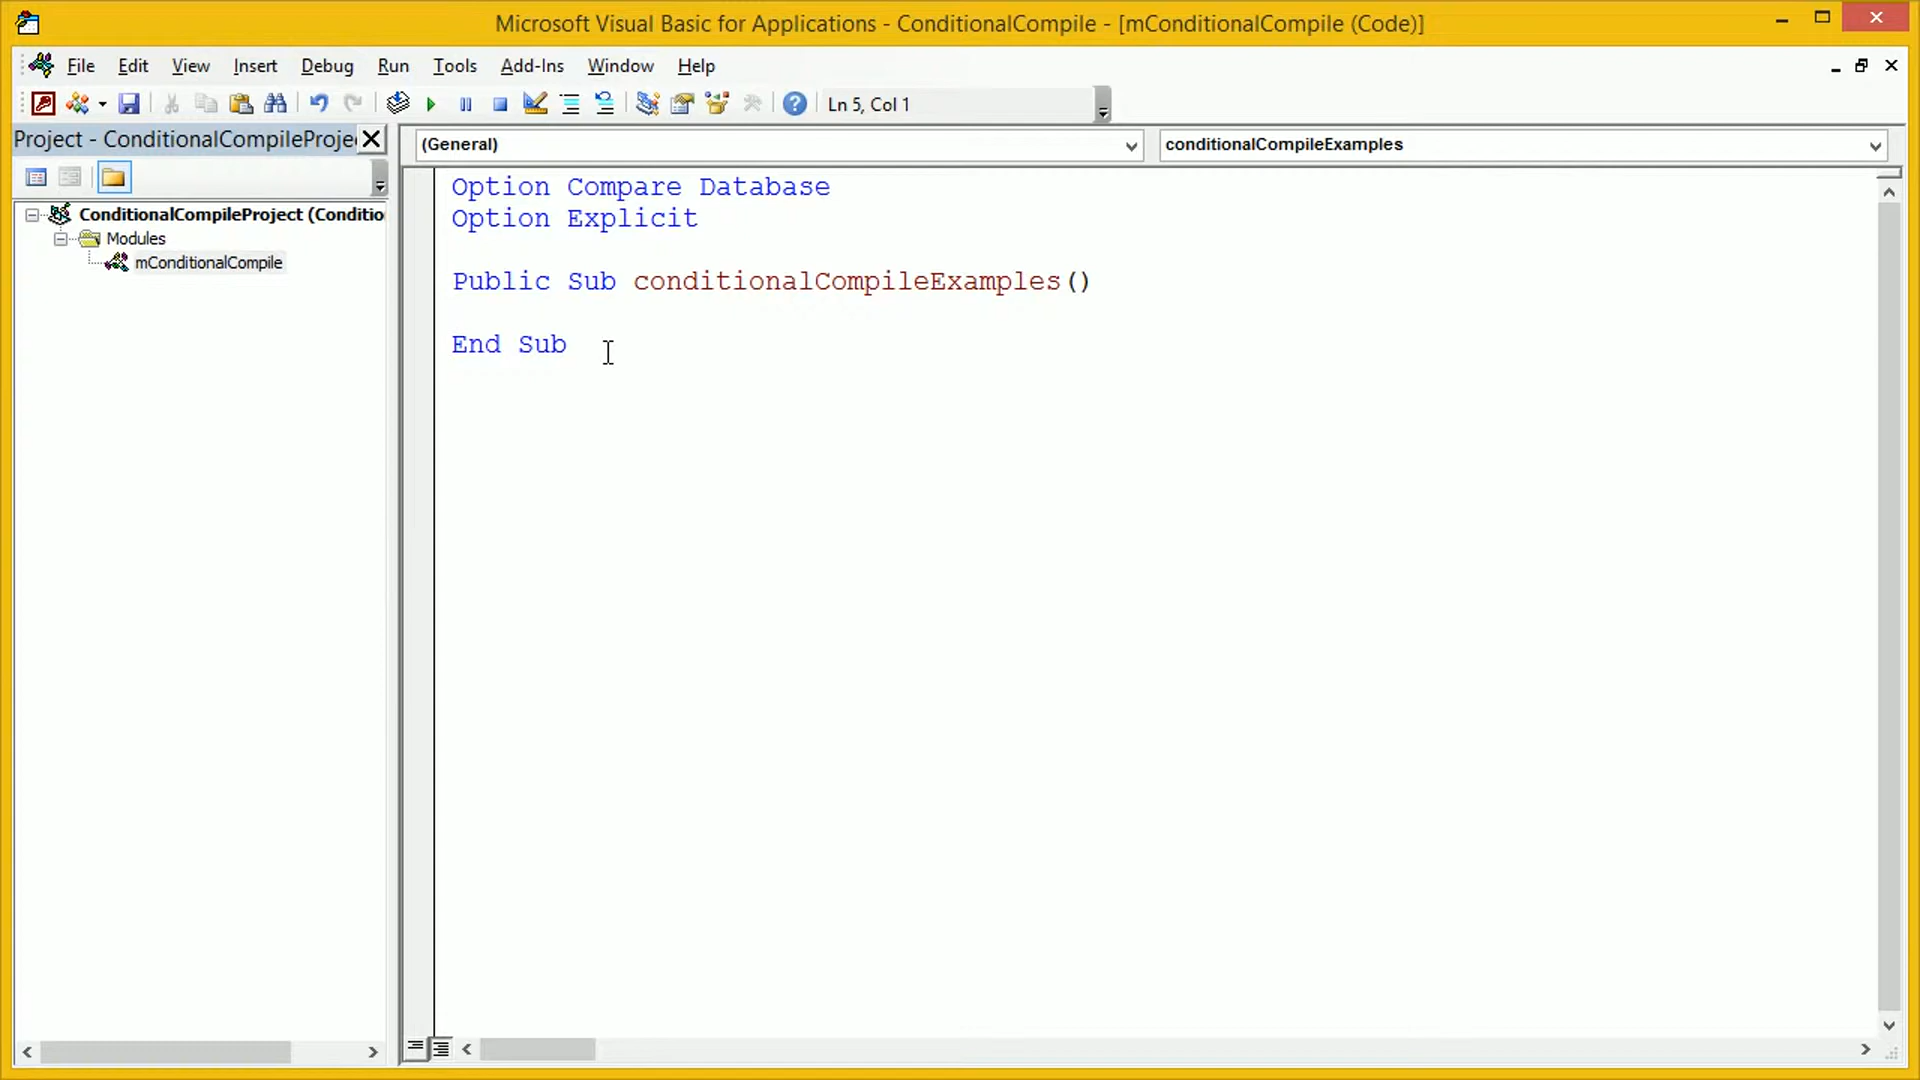 Microsoft Visual Basic for Applications - ConditionalCompile - [mConditionalCompile (Code)]
File Edit View Insert Debug Run Tools Add-Ins Window Help
Ln 5, Col 1
Project - ConditionalCompileProje
(General) conditionalCompileExamples
ConditionalCompileProject (Conditio
Modules
mConditionalCompile
Option Compare Database
Option Explicit
Public Sub conditionalCompileExamples()
End Sub